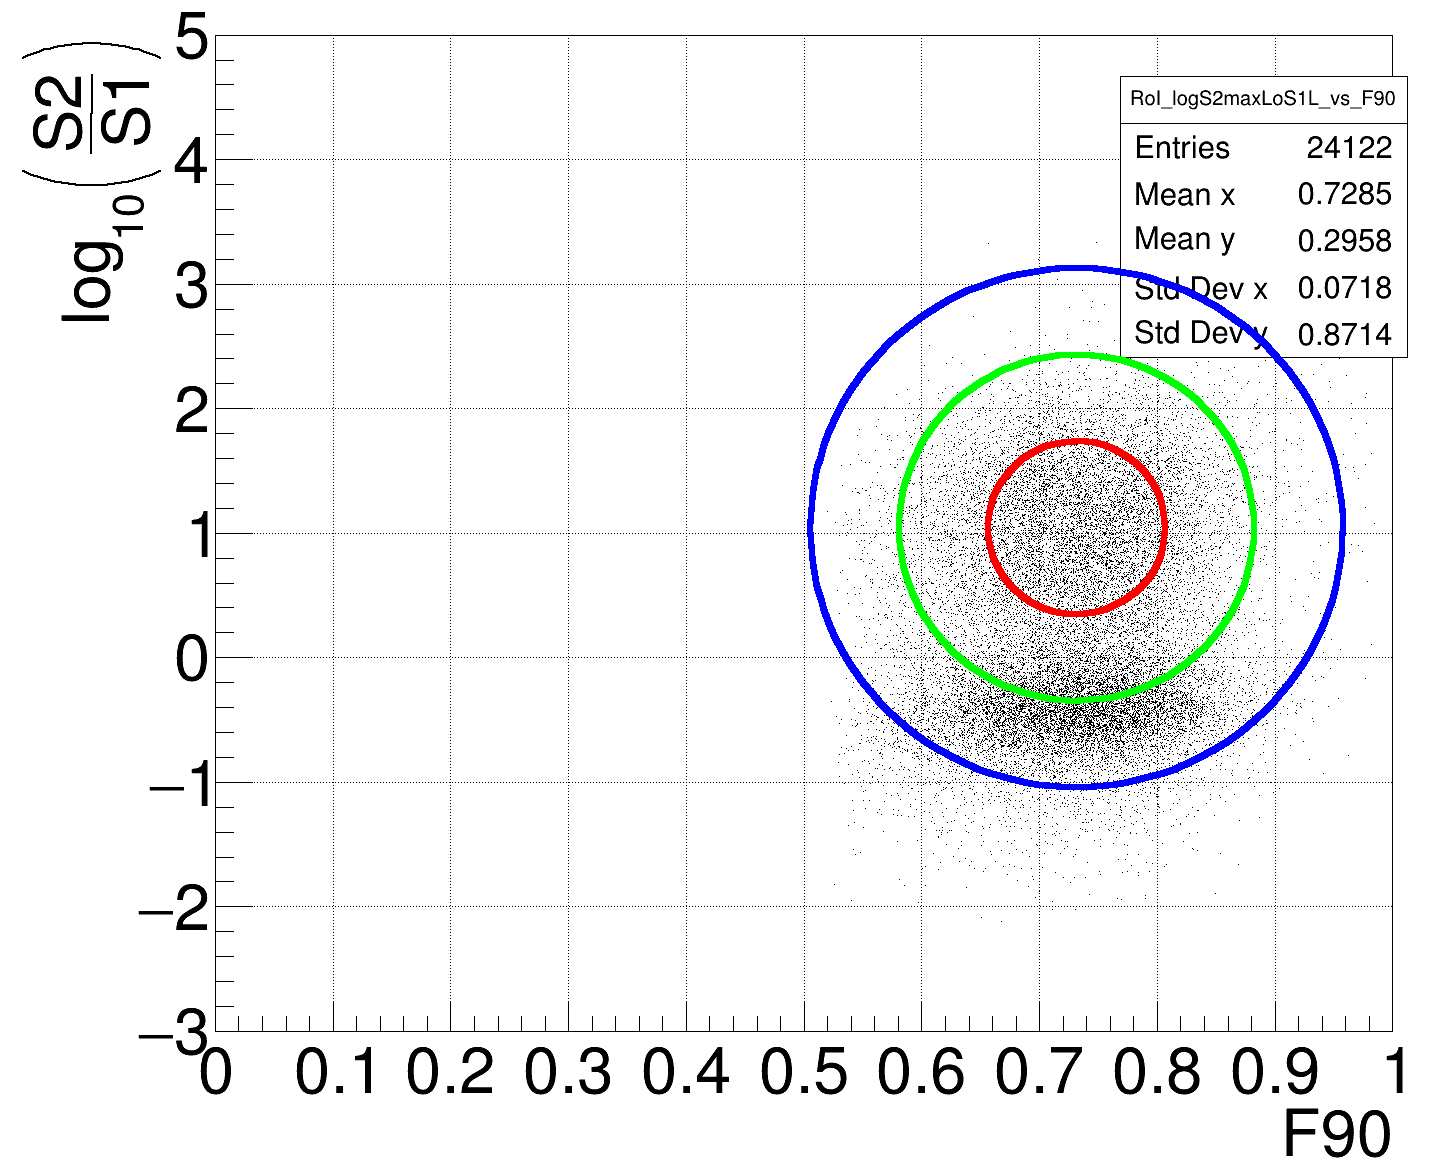 log10 (S2/S1)
5
4
3
2
1
0
−1
−2
−3
RoI_logS2maxLoS1L_vs_F90
Entries 24122
Mean x 0.7285
Mean y 0.2958
Std Dev x 0.0718
Std Dev y 0.8714
0 0.1 0.2 0.3 0.4 0.5 0.6 0.7 0.8 0.9 1
F90